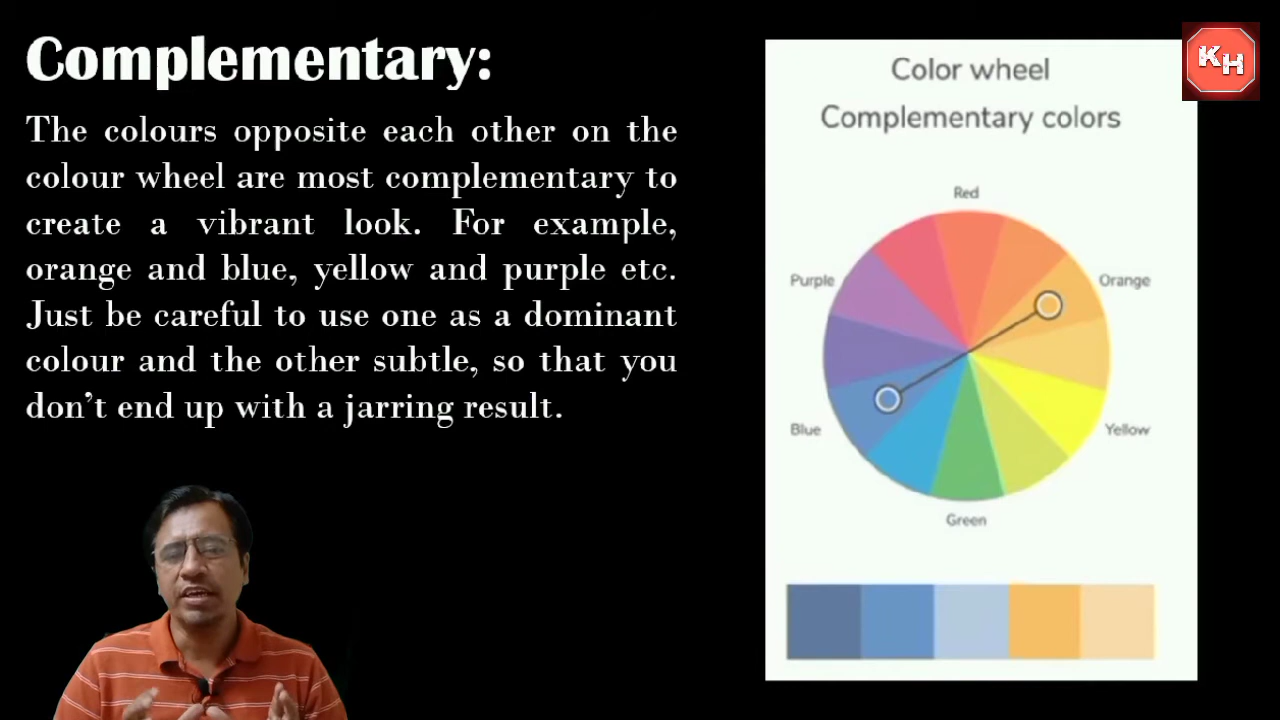 Complementary:
The colours opposite each other on the
colour wheel are most complementary to
create a vibrant look. For example,
orange and blue, yellow and purple etc.
Just be careful to use one as a dominant
colour and the other subtle, so that you
don't end up with a jarring result.
KH
Color wheel
Complementary colors
Red
Purple
Orange
Blue
Yellow
Green